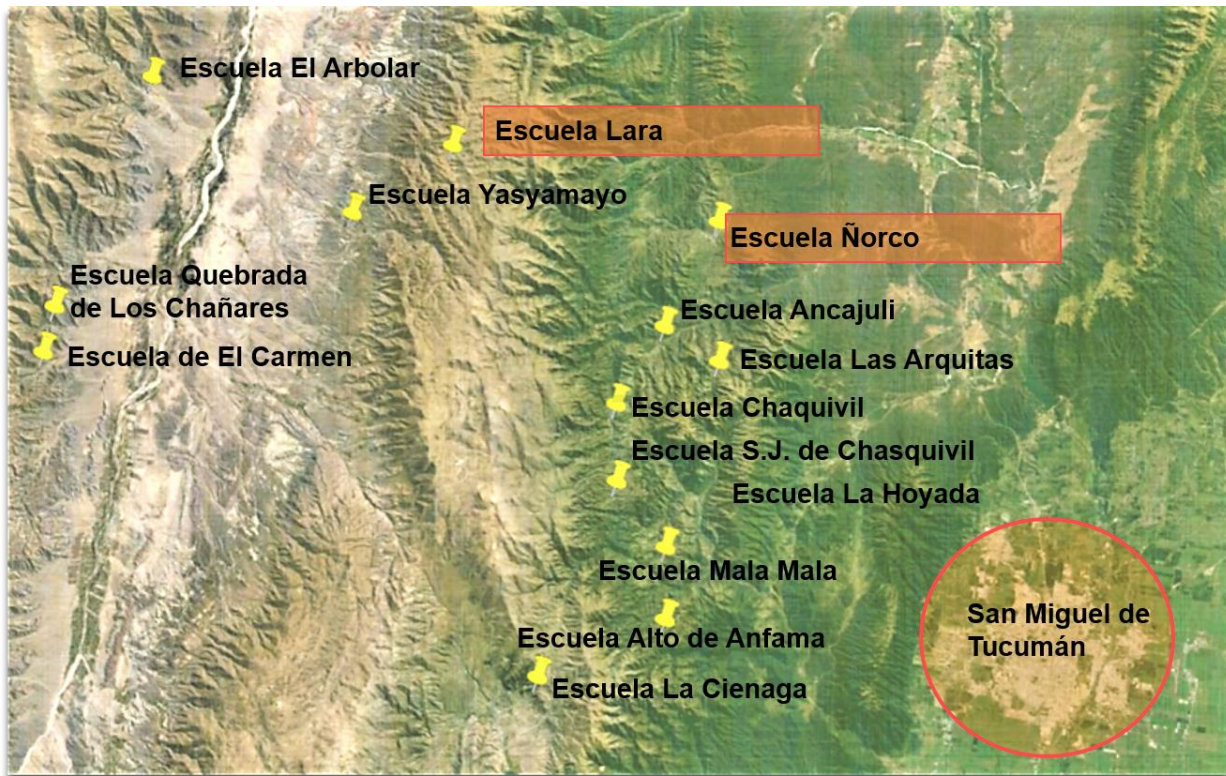 Escuela El Arbolar
Escuela Lara
Escuela Yasyamayo
Escuela Ñorco
Escuela Quebrada
de Los Chañares
Escuela Ancajuli
Escuela de El Carmen
Escuela Las Arquitas
Escuela Chaquivil
Escuela S.J. de Chasquivil
Escuela La Hoyada
Escuela Mala Mala
San Miguel de
Tucumán
Escuela Alto de Anfama
Escuela La Cienaga